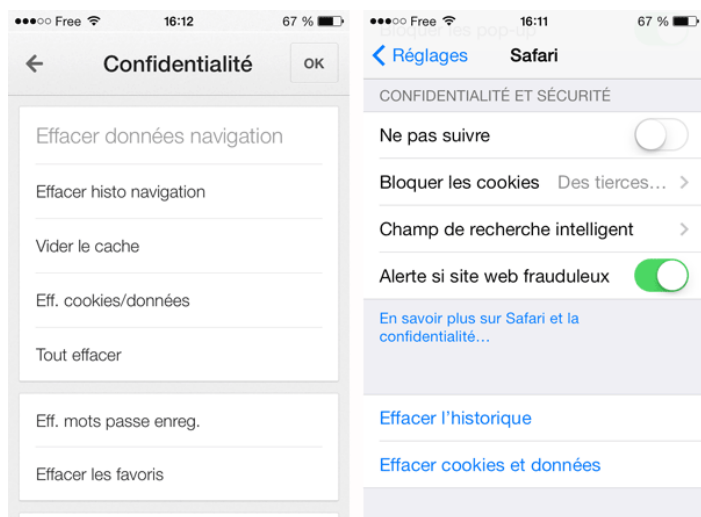 Free 16:12 67 %
Confidentialité OK
Effacer données navigation
Effacer histo navigation
Vider le cache
Eff. cookies/données
Tout effacer
Eff. mots passe enreg.
Effacer les favoris
Free 16:11 67 %
Bloquer les pop-up
Réglages Safari
CONFIDENTIALITÉ ET SÉCURITÉ
Ne pas suivre
Bloquer les cookies Des tierces...
Champ de recherche intelligent
Alerte si site web frauduleux
En savoir plus sur Safari et la
confidentialité...
Effacer l'historique
Effacer cookies et données